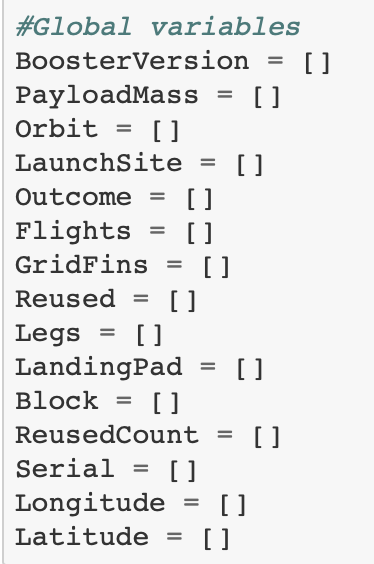 #Global variables
BoosterVersion = []
PayloadMass = []
Orbit = []
LaunchSite = []
Outcome = []
Flights = []
GridFins = []
Reused = []
Legs = []
LandingPad = []
Block = []
ReusedCount = []
Serial = []
Longitude = []
Latitude = []